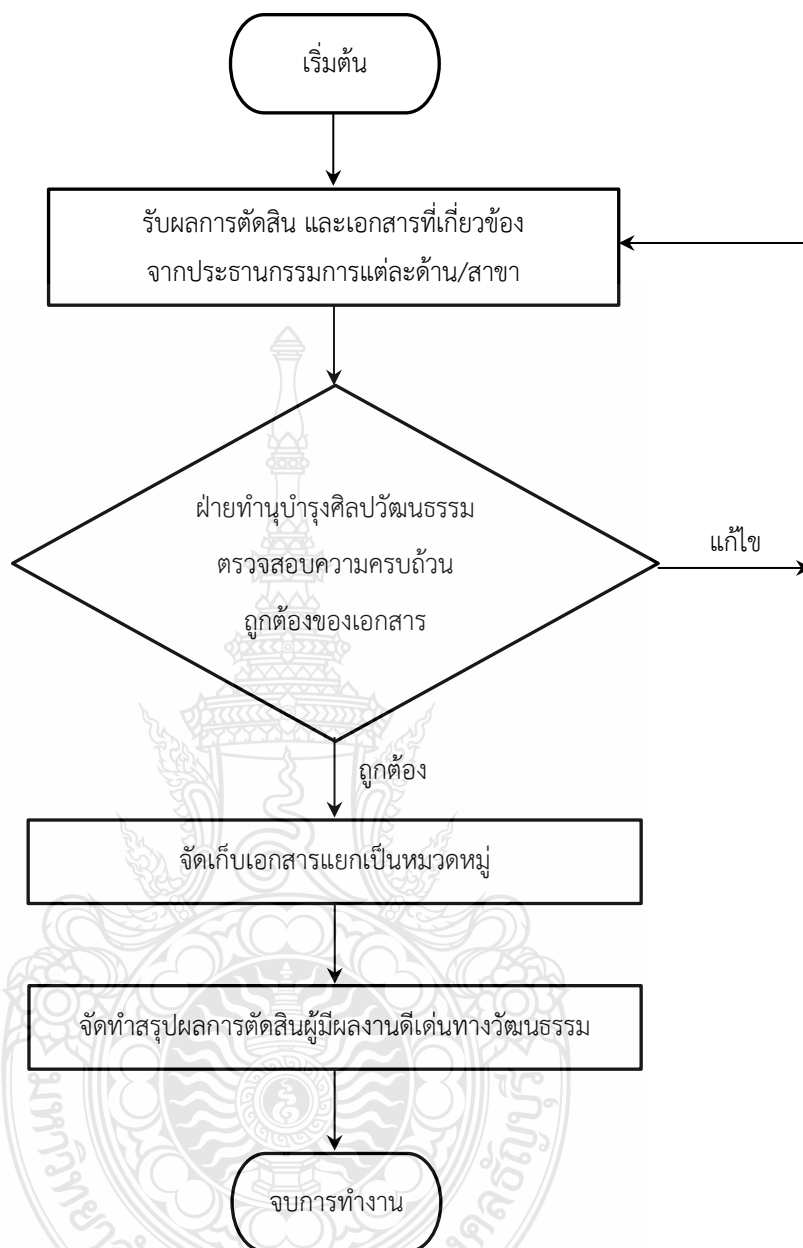 เริ่มต้น
รับผลการตัดสิน และเอกสารที่เกี่ยวข้อง
จากประธานกรรมการแต่ละด้าน/สาขา
ฝ่ายทำนุบำรุงศิลปวัฒนธรรม
ตรวจสอบความครบถ้วน
ถูกต้องของเอกสาร
แก้ไข
ถูกต้อง
จัดเก็บเอกสารแยกเป็นหมวดหมู่
จัดทำสรุปผลการตัดสินผู้มีผลงานดีเด่นทางวัฒนธรรม
จบการทำงาน